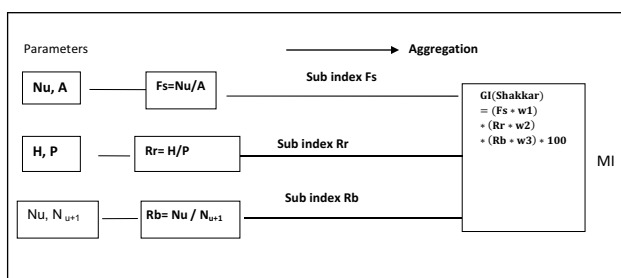 Parameters
Aggregation
Sub index Fs
Nu, A
Fs=Nu/A
GI(Shakkar)
= (Fs * w1)
* (Rr * w2)
* (Rb * w3) * 100
Sub index Rr
H, P
Rr= H/P
MI
Sub index Rb
Nu, N u+1
Rb= Nu / Nu+1